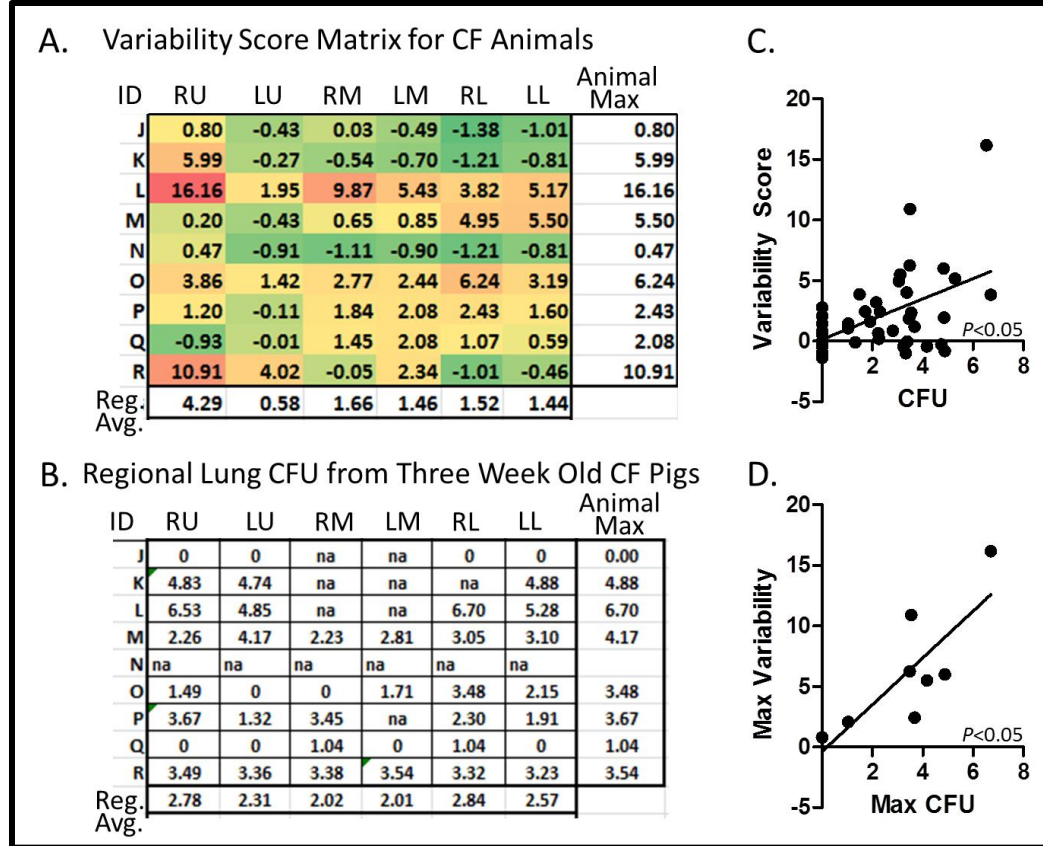 A. Variability Score Matrix for CF Animals
ID RU LU RM LM RL LL Animal Max
J 0.80 -0.43 0.03 -0.49 -1.38 -1.01 0.80
K 5.99 -0.27 -0.54 -0.70 -1.21 -0.81 5.99
L 16.16 1.95 9.87 5.43 3.82 5.17 16.16
M 0.20 -0.43 0.65 0.85 4.95 5.50 5.50
N 0.47 -0.91 -1.11 -0.90 -1.21 -0.81 0.47
O 3.86 1.42 2.77 2.44 6.24 3.19 6.24
P 1.20 -0.11 1.84 2.08 2.43 1.60 2.43
Q -0.93 -0.01 1.45 2.08 1.07 0.59 2.08
R 10.91 4.02 -0.05 2.34 -1.01 -0.46 10.91
Reg. Avg. 4.29 0.58 1.66 1.46 1.52 1.44
B. Regional Lung CFU from Three Week Old CF Pigs
ID RU LU RM LM RL LL Animal Max
J 0 0 na na 0 0 0.00
K 4.83 4.74 na na na 4.88 4.88
L 6.53 4.85 na na 6.70 5.28 6.70
M 2.26 4.17 2.23 2.81 3.05 3.10 4.17
N na na na na na na
O 1.49 0 0 1.71 3.48 2.15 3.48
P 3.67 1.32 3.45 na 2.30 1.91 3.67
Q 0 0 1.04 0 1.04 0 1.04
R 3.49 3.36 3.38 3.54 3.32 3.23 3.54
Reg. Avg. 2.78 2.31 2.02 2.01 2.84 2.57
C.
Variability Score
20
15
10
5
0
-5
2 4 6 8
P<0.05
CFU
D.
Max Variability
20
15
10
5
0
-5
2 4 6 8
P<0.05
Max CFU